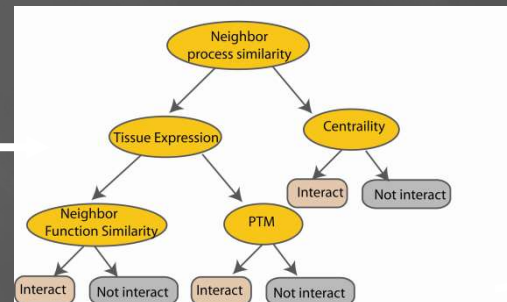 Neighbor
process similarity
Tissue Expression
Centraility
Interact
Not interact
Neighbor
Function Similarity
PTM
Interact
Not interact
Interact
Not interact